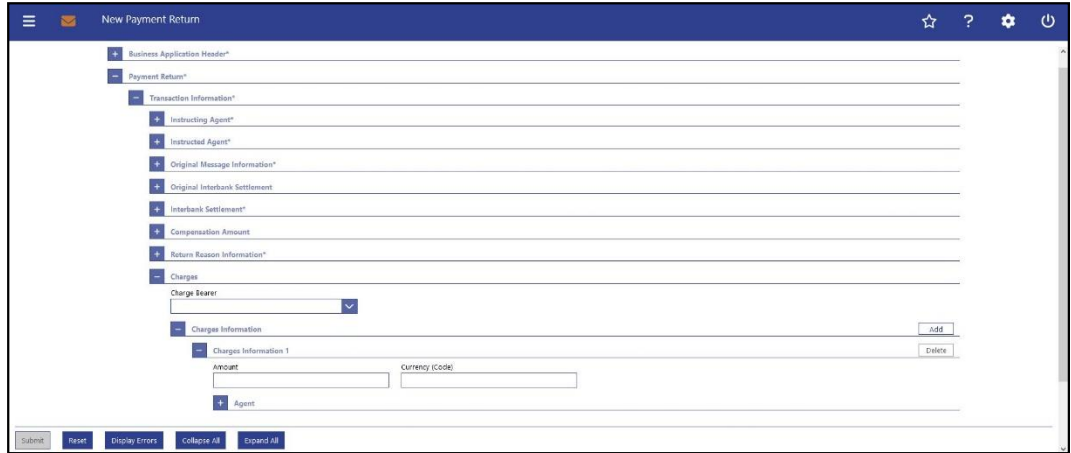 New Payment Return
?
Business Application Header*
Payment Return*
Transaction Information*
Instructing Agent*
Instructed Agent*
Original Message Information*
Original Interbank Settlement
Interbank Settlement*
Compensation Amount
Return Reason Information*
Charges
Charge Bearer
Charges Information Add
Charges Information 1 Delete
Amount Currency (Code)
Agent
Submit Reset Display Errors Collapse All Expand All